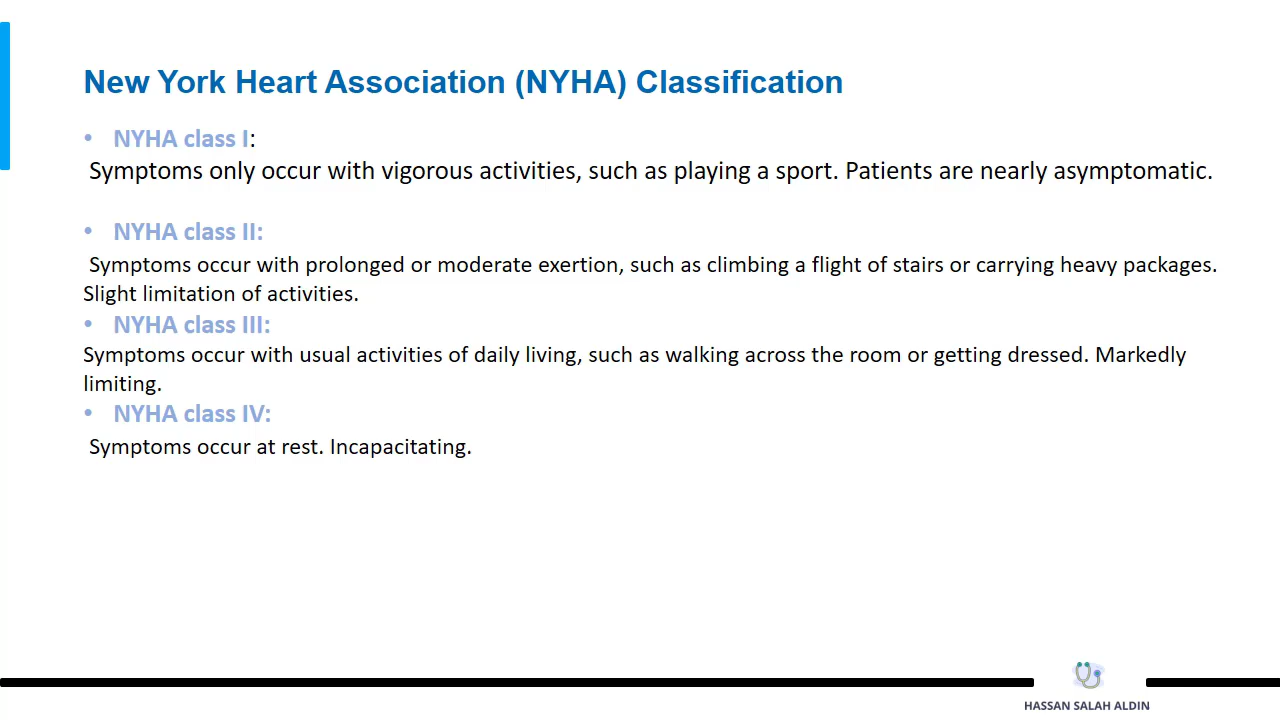 New York Heart Association (NYHA) Classification
• NYHA class I:
Symptoms only occur with vigorous activities, such as playing a sport. Patients are nearly asymptomatic.
• NYHA class II:
Symptoms occur with prolonged or moderate exertion, such as climbing a flight of stairs or carrying heavy packages.
Slight limitation of activities.
• NYHA class III:
Symptoms occur with usual activities of daily living, such as walking across the room or getting dressed. Markedly
limiting.
• NYHA class IV:
Symptoms occur at rest. Incapacitating.
HASSAN SALAH ALDIN